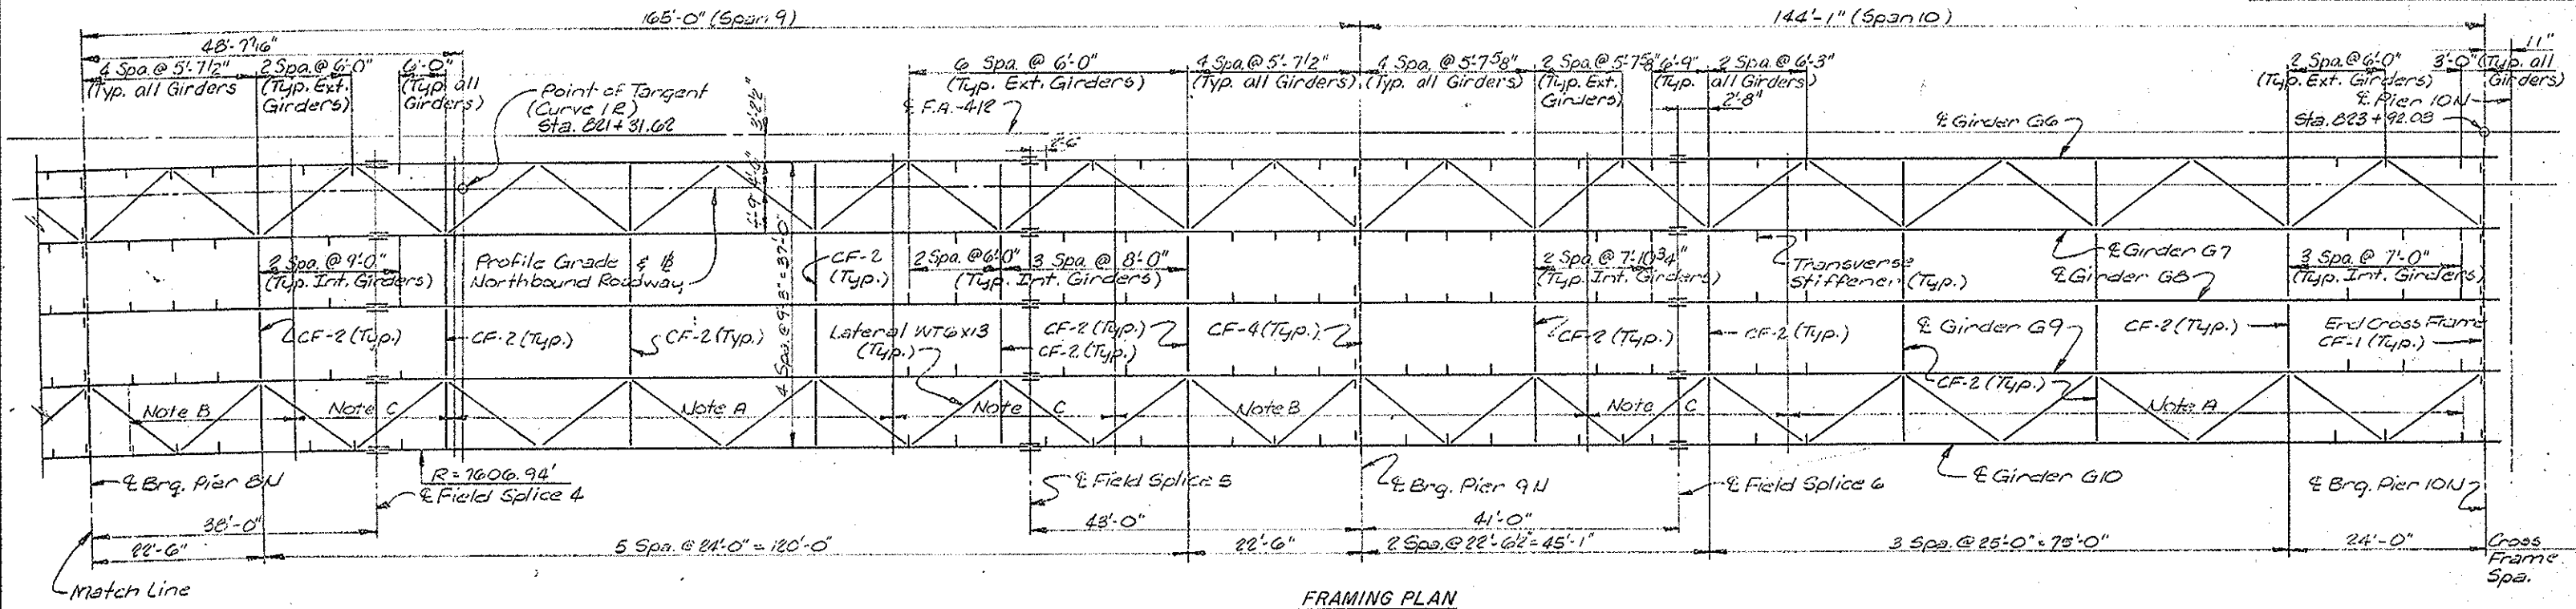 165'-0" (Span 9)
144'-1" (Span 10)
48'-7 7/16"
4 Spa. @ 5'-7 1/2"
(Typ. all Girders
2 Spa. @ 6'-0"
(Typ. Ext.
Girders)
6'-0"
(Typ. all
Girders)
Point of Tangent
(Curve 1R)
Sta. 821+31.62
6 Spa. @ 6'-0"
(Typ. Ext. Girders)
℄ F.A.-412
4 Spa. @ 5'-7 1/2"
(Typ. all Girders)
4 Spa. @ 5'-7 5/8"
(Typ. all Girders)
2 Spa. @ 5'-7 5/8"
(Typ. Ext.
Girders)
6'-9"
(Typ.
2 Spa. @ 6'-3"
all Girders)
2'-8"
2 Spa. @ 6'-0"
(Typ. Ext. Girders)
3'-0"
(Typ. all
Girders)
11"
℄ Pier 10N
Sta. 823+92.03
℄ Girder G6
2'-6"
4 Spa. @ 9'-3" = 37'-0"
2 Spa. @ 9'-0"
(Typ. Int. Girders)
Profile Grade &
Northbound Roadway
CF-2
(Typ.)
2 Spa. @ 6'-0"
3 Spa. @ 8'-0"
(Typ. Int. Girders)
2 Spa. @ 7'-10 3/4"
(Typ. Int. Girders)
Transverse
Stiffener (Typ.)
℄ Girder G7
℄ Girder G8
3 Spa. @ 7'-0"
(Typ. Int. Girders)
CF-2 (Typ.)
CF-2 (Typ.)
CF-2 (Typ.)
Lateral WT6x13
(Typ.)
CF-2 (Typ.)
CF-2 (Typ.)
CF-4 (Typ.)
CF-2 (Typ.)
CF-2 (Typ.)
℄ Girder G9
CF-2 (Typ.)
End Cross Frame
CF-1 (Typ.)
CF-2 (Typ.)
Note B
Note C
Note A
Note C
Note B
Note C
Note A
℄ Brg. Pier 8N
R = 7606.94'
℄ Field Splice 4
℄ Field Splice 5
℄ Brg. Pier 9N
℄ Field Splice 6
℄ Girder G10
℄ Brg. Pier 10N
38'-0"
43'-0"
41'-0"
22'-6"
5 Spa. @ 24'-0" = 120'-0"
22'-6"
2 Spa. @ 22'-6 1/2" = 45'-1"
3 Spa. @ 25'-0" = 75'-0"
24'-0"
Cross
Frame
Spa.
Match Line
FRAMING PLAN